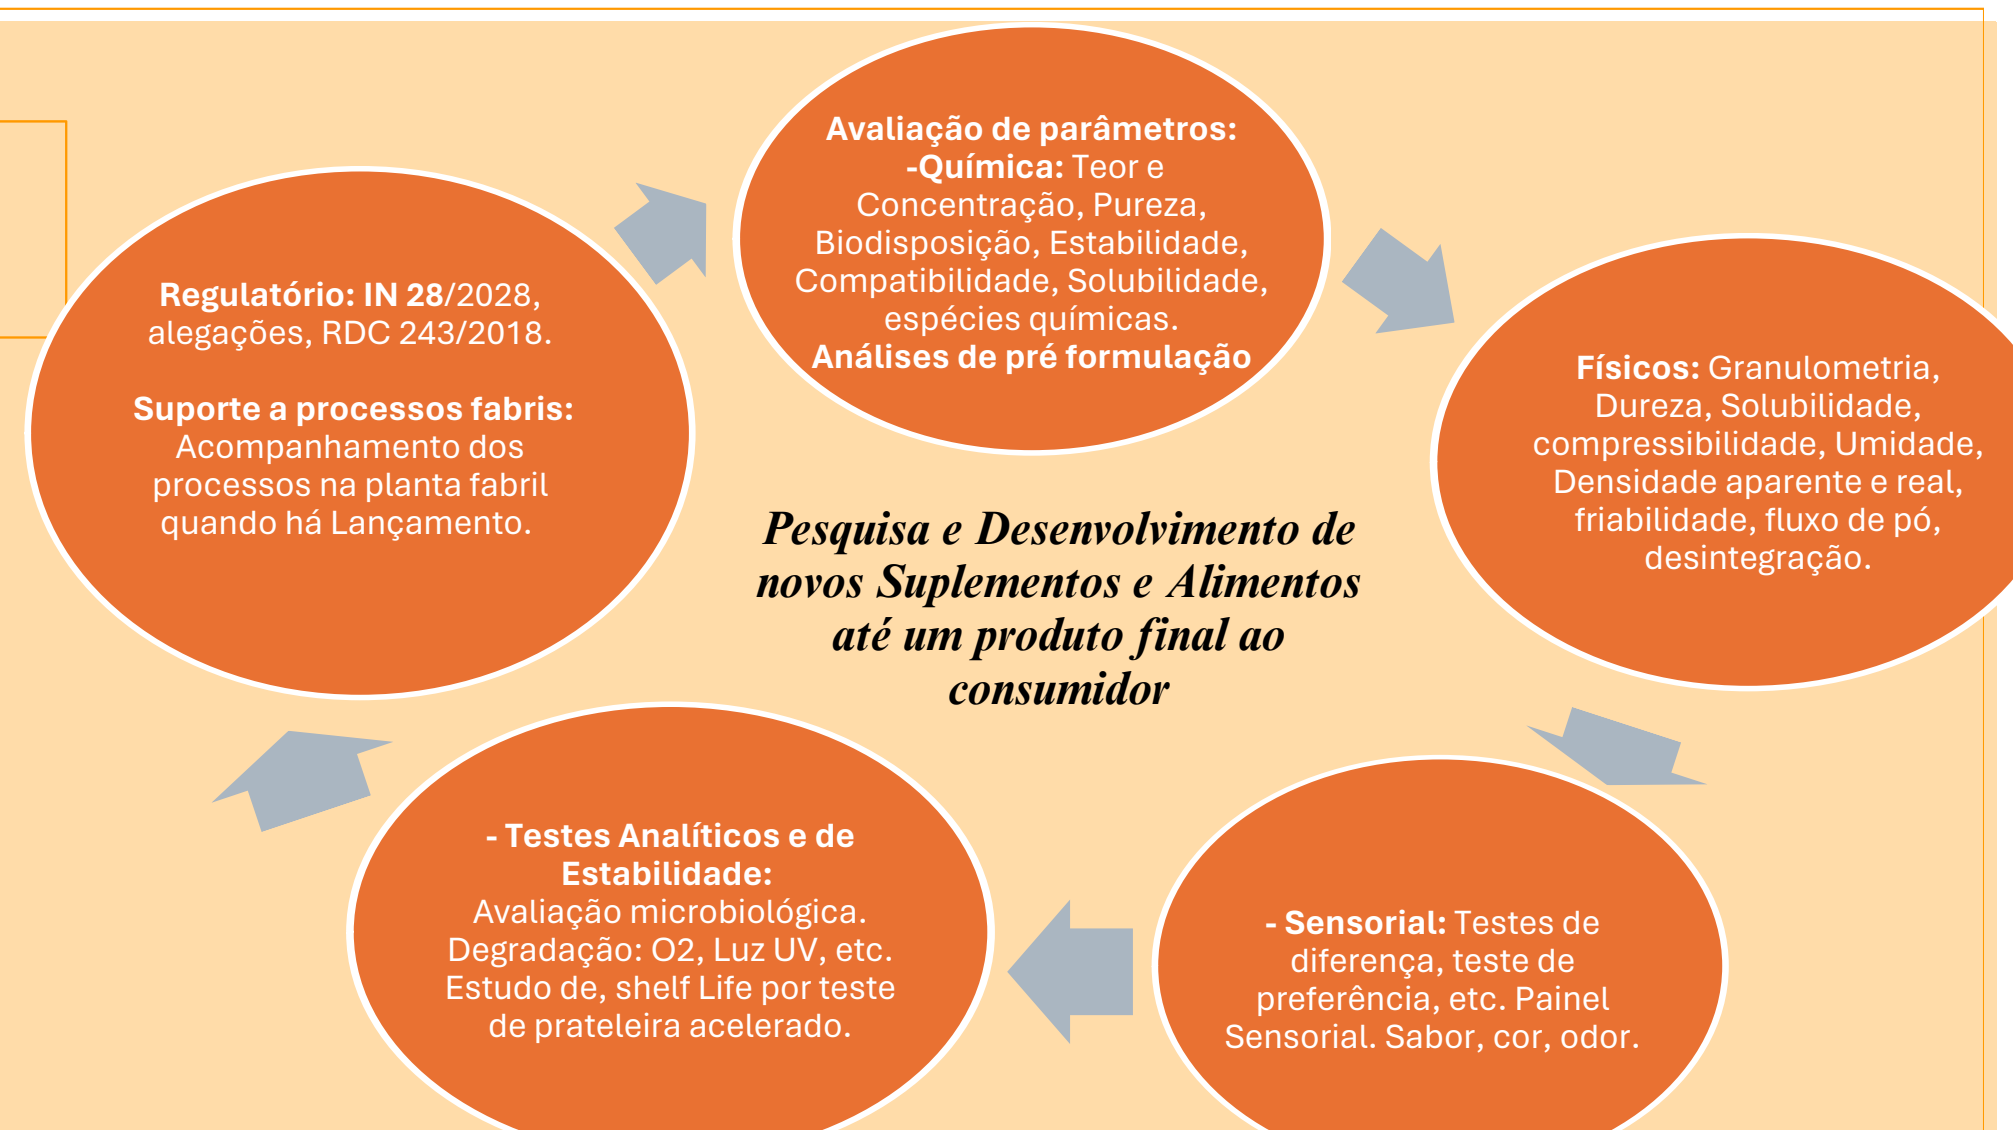 Avaliação de parâmetros:
-Química: Teor e
Concentração, Pureza,
Biodisposição, Estabilidade,
Compatibilidade, Solubilidade,
espécies químicas.
Análises de pré formulação
Regulatório: IN 28/2028,
alegações, RDC 243/2018.
Suporte a processos fabris:
Acompanhamento dos
processos na planta fabril
quando há Lançamento.
Físicos: Granulometria,
Dureza, Solubilidade,
compressibilidade, Umidade,
Densidade aparente e real,
friabilidade, fluxo de pó,
desintegração.
Pesquisa e Desenvolvimento de
novos Suplementos e Alimentos
até um produto final ao
consumidor
- Testes Analíticos e de
Estabilidade:
Avaliação microbiológica.
Degradação: O2, Luz UV, etc.
Estudo de, shelf Life por teste
de prateleira acelerado.
- Sensorial: Testes de
diferença, teste de
preferência, etc. Painel
Sensorial. Sabor, cor, odor.